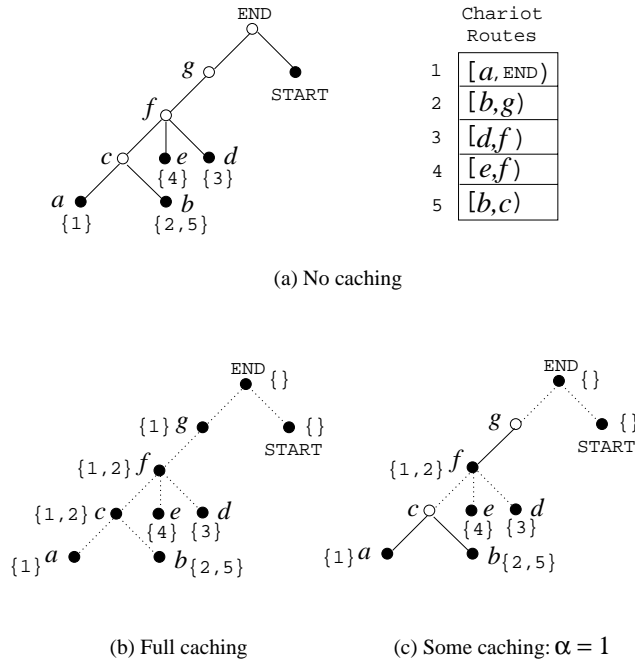 END
Chariot Routes
g
START
1 [a, END)
f
2 [b,g)
c
e
d
3 [d,f)
{4}
{3}
4 [e,f)
a
b
5 [b,c)
{1}
{2,5}
(a) No caching
END
{}
{1} g
{}
START
{1,2} f
{1,2} c
e
d
{4}
{3}
{1} a
b {2,5}
(b) Full caching
END
{}
g
{}
START
{1,2} f
c
e
d
{4}
{3}
{1} a
b {2,5}
(c) Some caching: α = 1